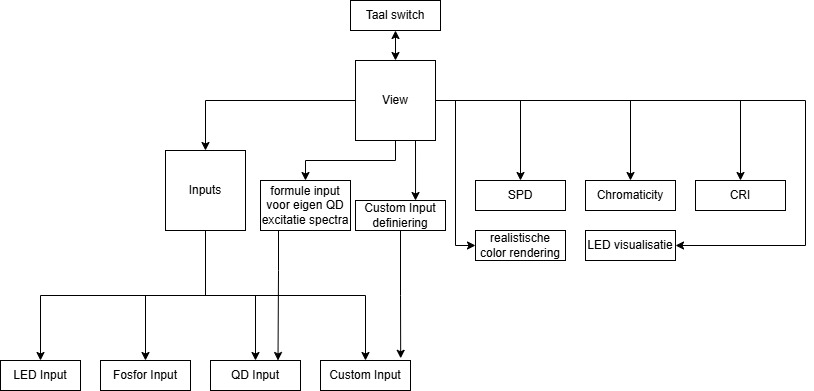 Taal switch
View
Inputs
formule input
voor eigen QD
excitatie spectra
Custom Input
definiering
SPD
Chromaticity
CRI
realistische
color rendering
LED visualisatie
LED Input
Fosfor Input
QD Input
Custom Input